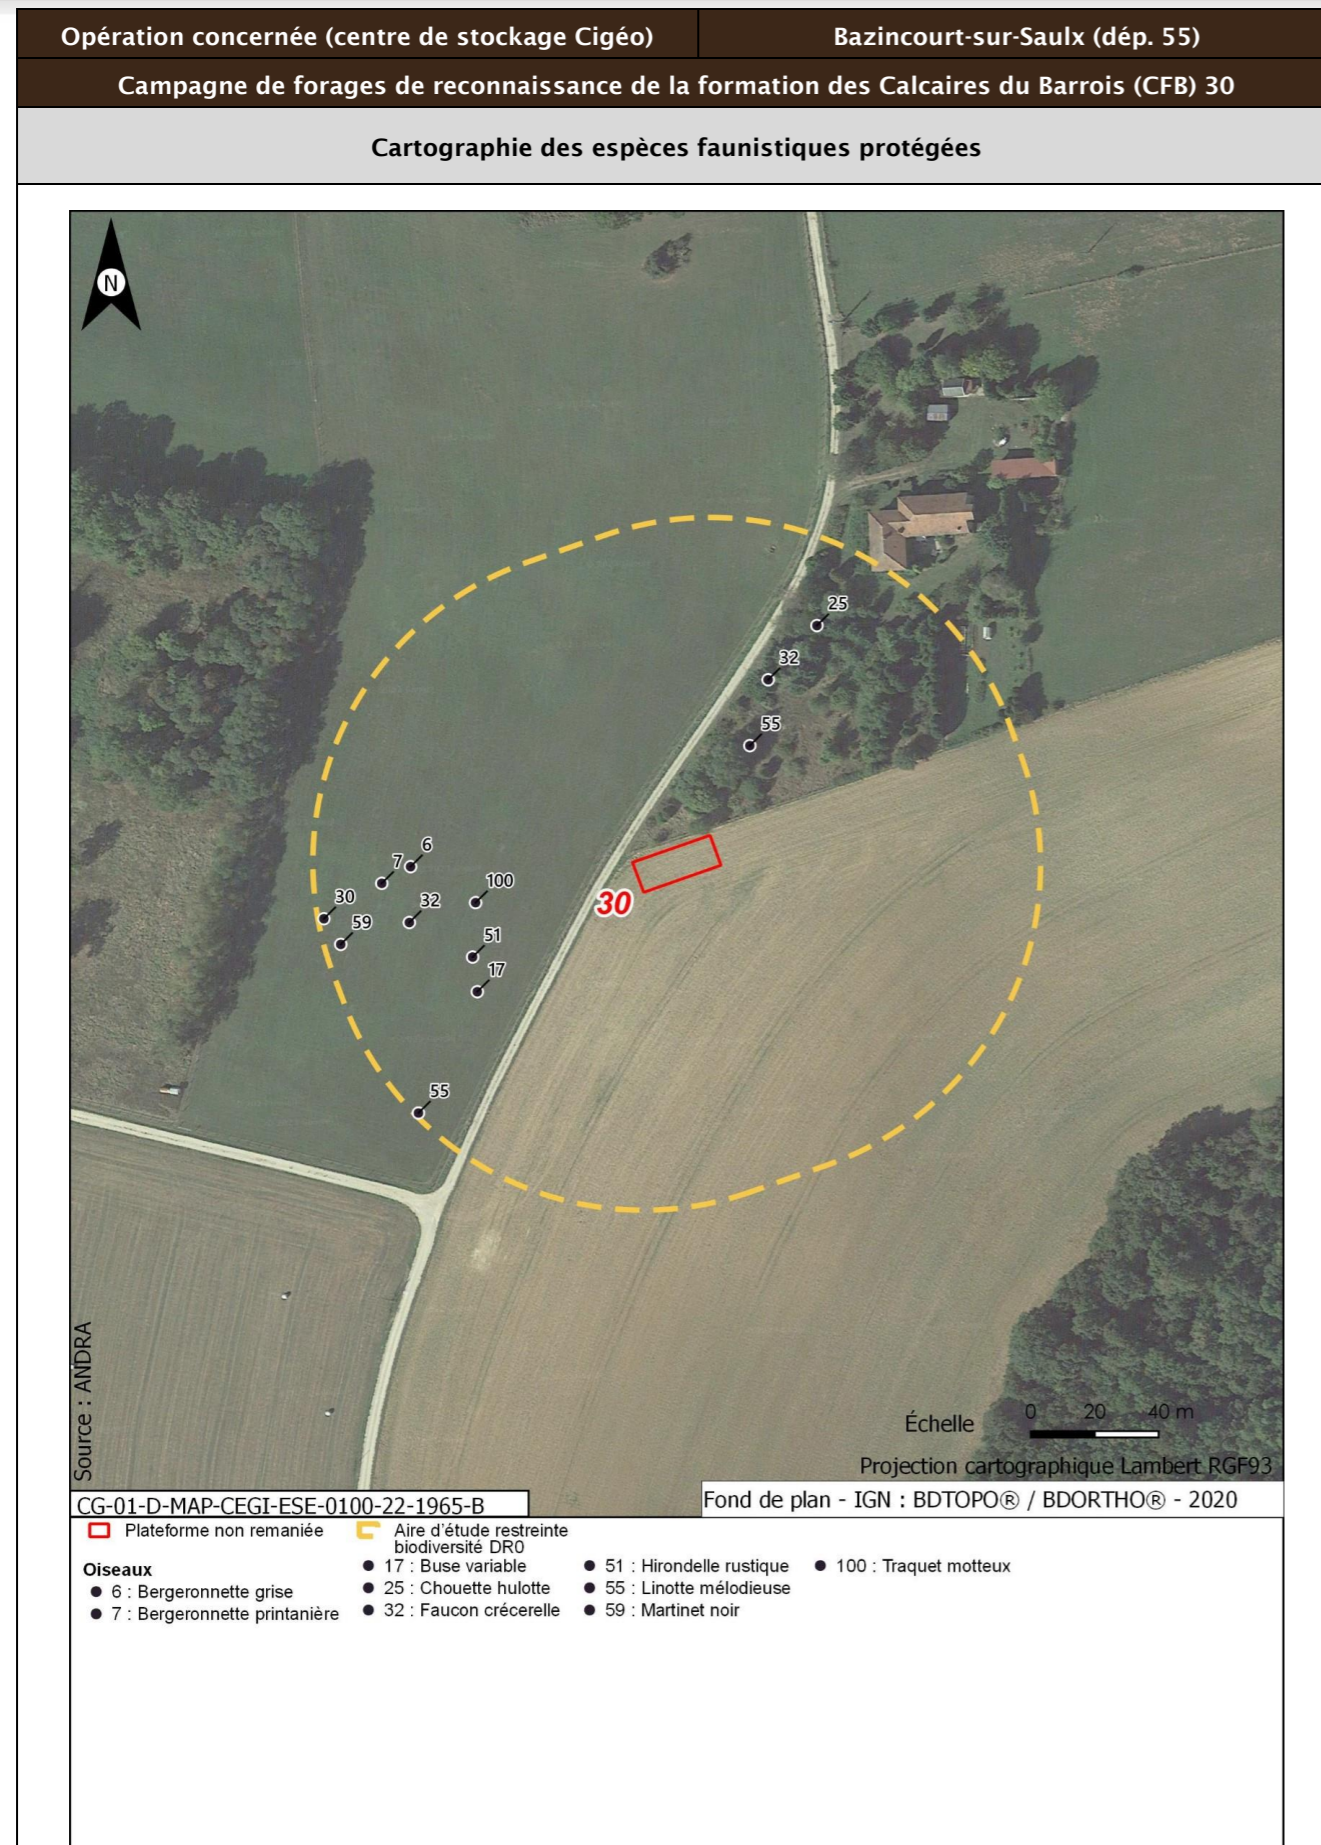 Opération concernée (centre de stockage Cigéo)
Bazincourt-sur-Saulx (dép. 55)
Campagne de forages de reconnaissance de la formation des Calcaires du Barrois (CFB) 30
Cartographie des espèces faunistiques protégées
N
25
32
55
6
7
100
30
32
59
51
17
30
55
Source : ANDRA
Échelle
0 20 40 m
Projection cartographique Lambert RGF93
CG-01-D-MAP-CEGI-ESE-0100-22-1965-B
Fond de plan - IGN : BDTOPO® / BDORTHO® - 2020
Plateforme non remaniée
Aire d'étude restreinte
biodiversité DR0
Oiseaux
6 : Bergeronnette grise
7 : Bergeronnette printanière
17 : Buse variable
25 : Chouette hulotte
32 : Faucon crécerelle
51 : Hirondelle rustique
55 : Linotte mélodieuse
59 : Martinet noir
100 : Traquet motteux